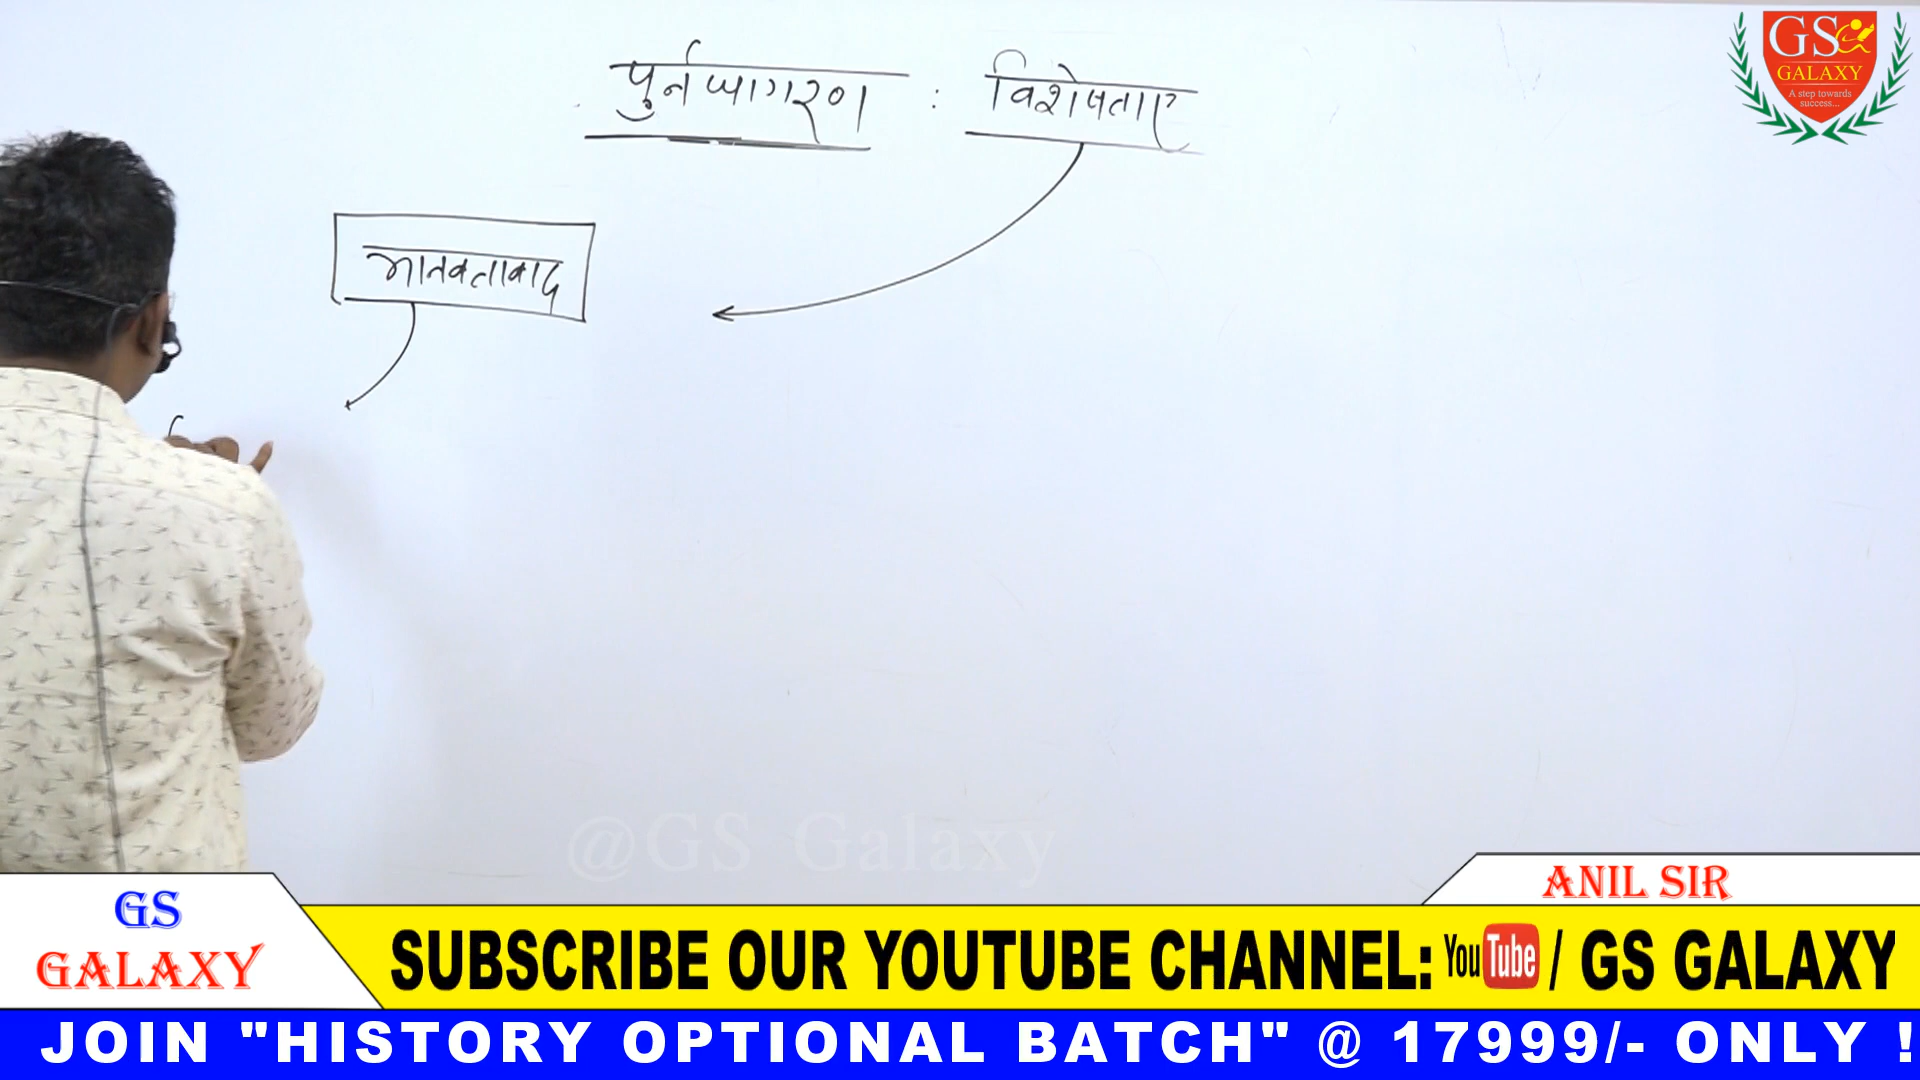 पुर्नजागरण : विशेषताए
GS
GALAXY
A step towards
success...
मानवतावाद
@GS Galaxy
ANIL SIR
GS
GALAXY
SUBSCRIBE OUR YOUTUBE CHANNEL: YouTube / GS GALAXY
JOIN "HISTORY OPTIONAL BATCH" @ 17999/- ONLY !